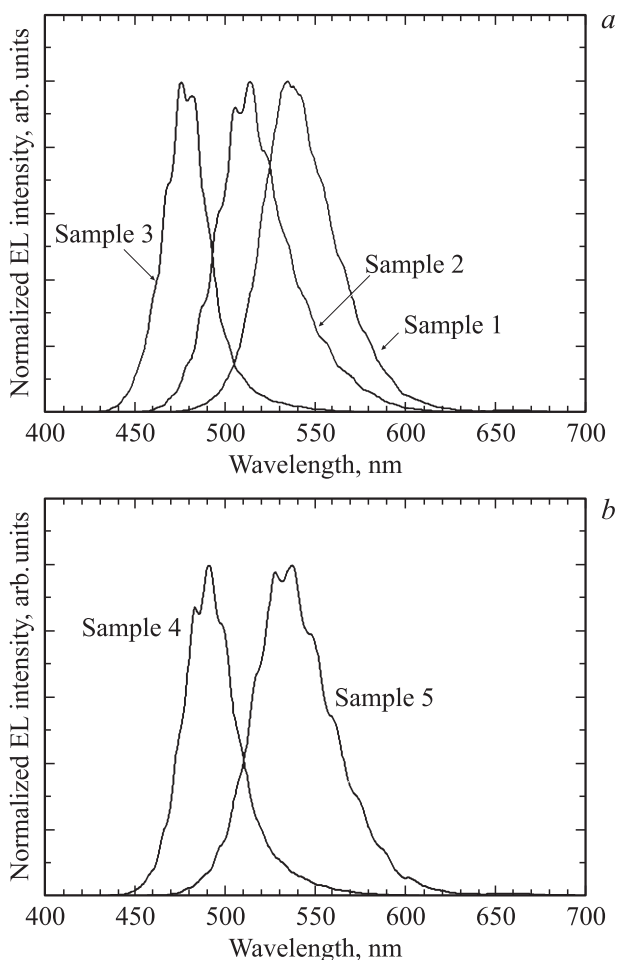 a
Normalized EL intensity, arb. units
Sample 3
Sample 2
Sample 1
400 450 500 550 600 650 700
Wavelength, nm
b
Normalized EL intensity, arb. units
Sample 4
Sample 5
400 450 500 550 600 650 700
Wavelength, nm